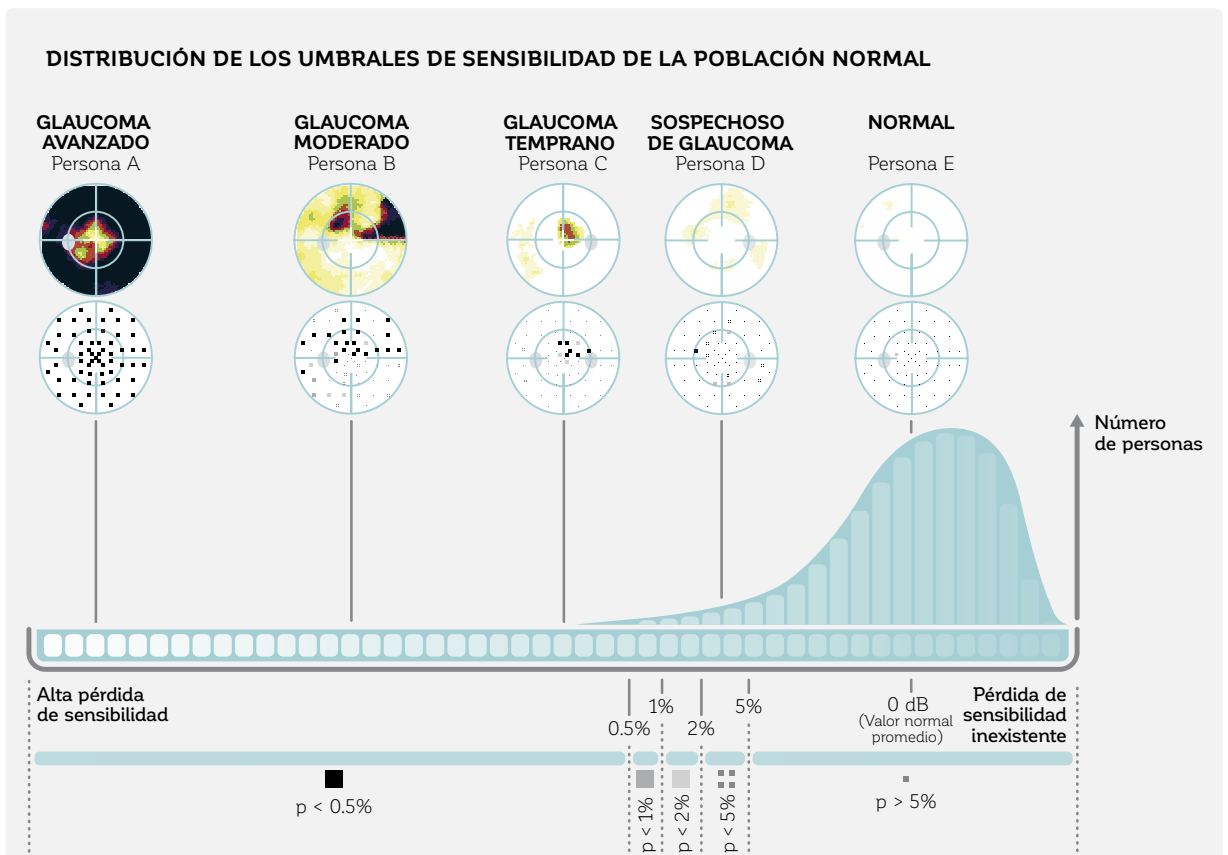 DISTRIBUCIÓN DE LOS UMBRALES DE SENSIBILIDAD DE LA POBLACIÓN NORMAL
GLAUCOMA
AVANZADO
Persona A
GLAUCOMA
MODERADO
Persona B
GLAUCOMA
TEMPRANO
Persona C
SOSPECHOSO
DE GLAUCOMA
Persona D
NORMAL
Persona E
Número
de personas
Alta pérdida
de sensibilidad
0.5%
1%
2%
5%
0 dB
(Valor normal
promedio)
Pérdida de
sensibilidad
inexistente
p < 0.5%
p < 1%
p < 2%
p < 5%
p > 5%